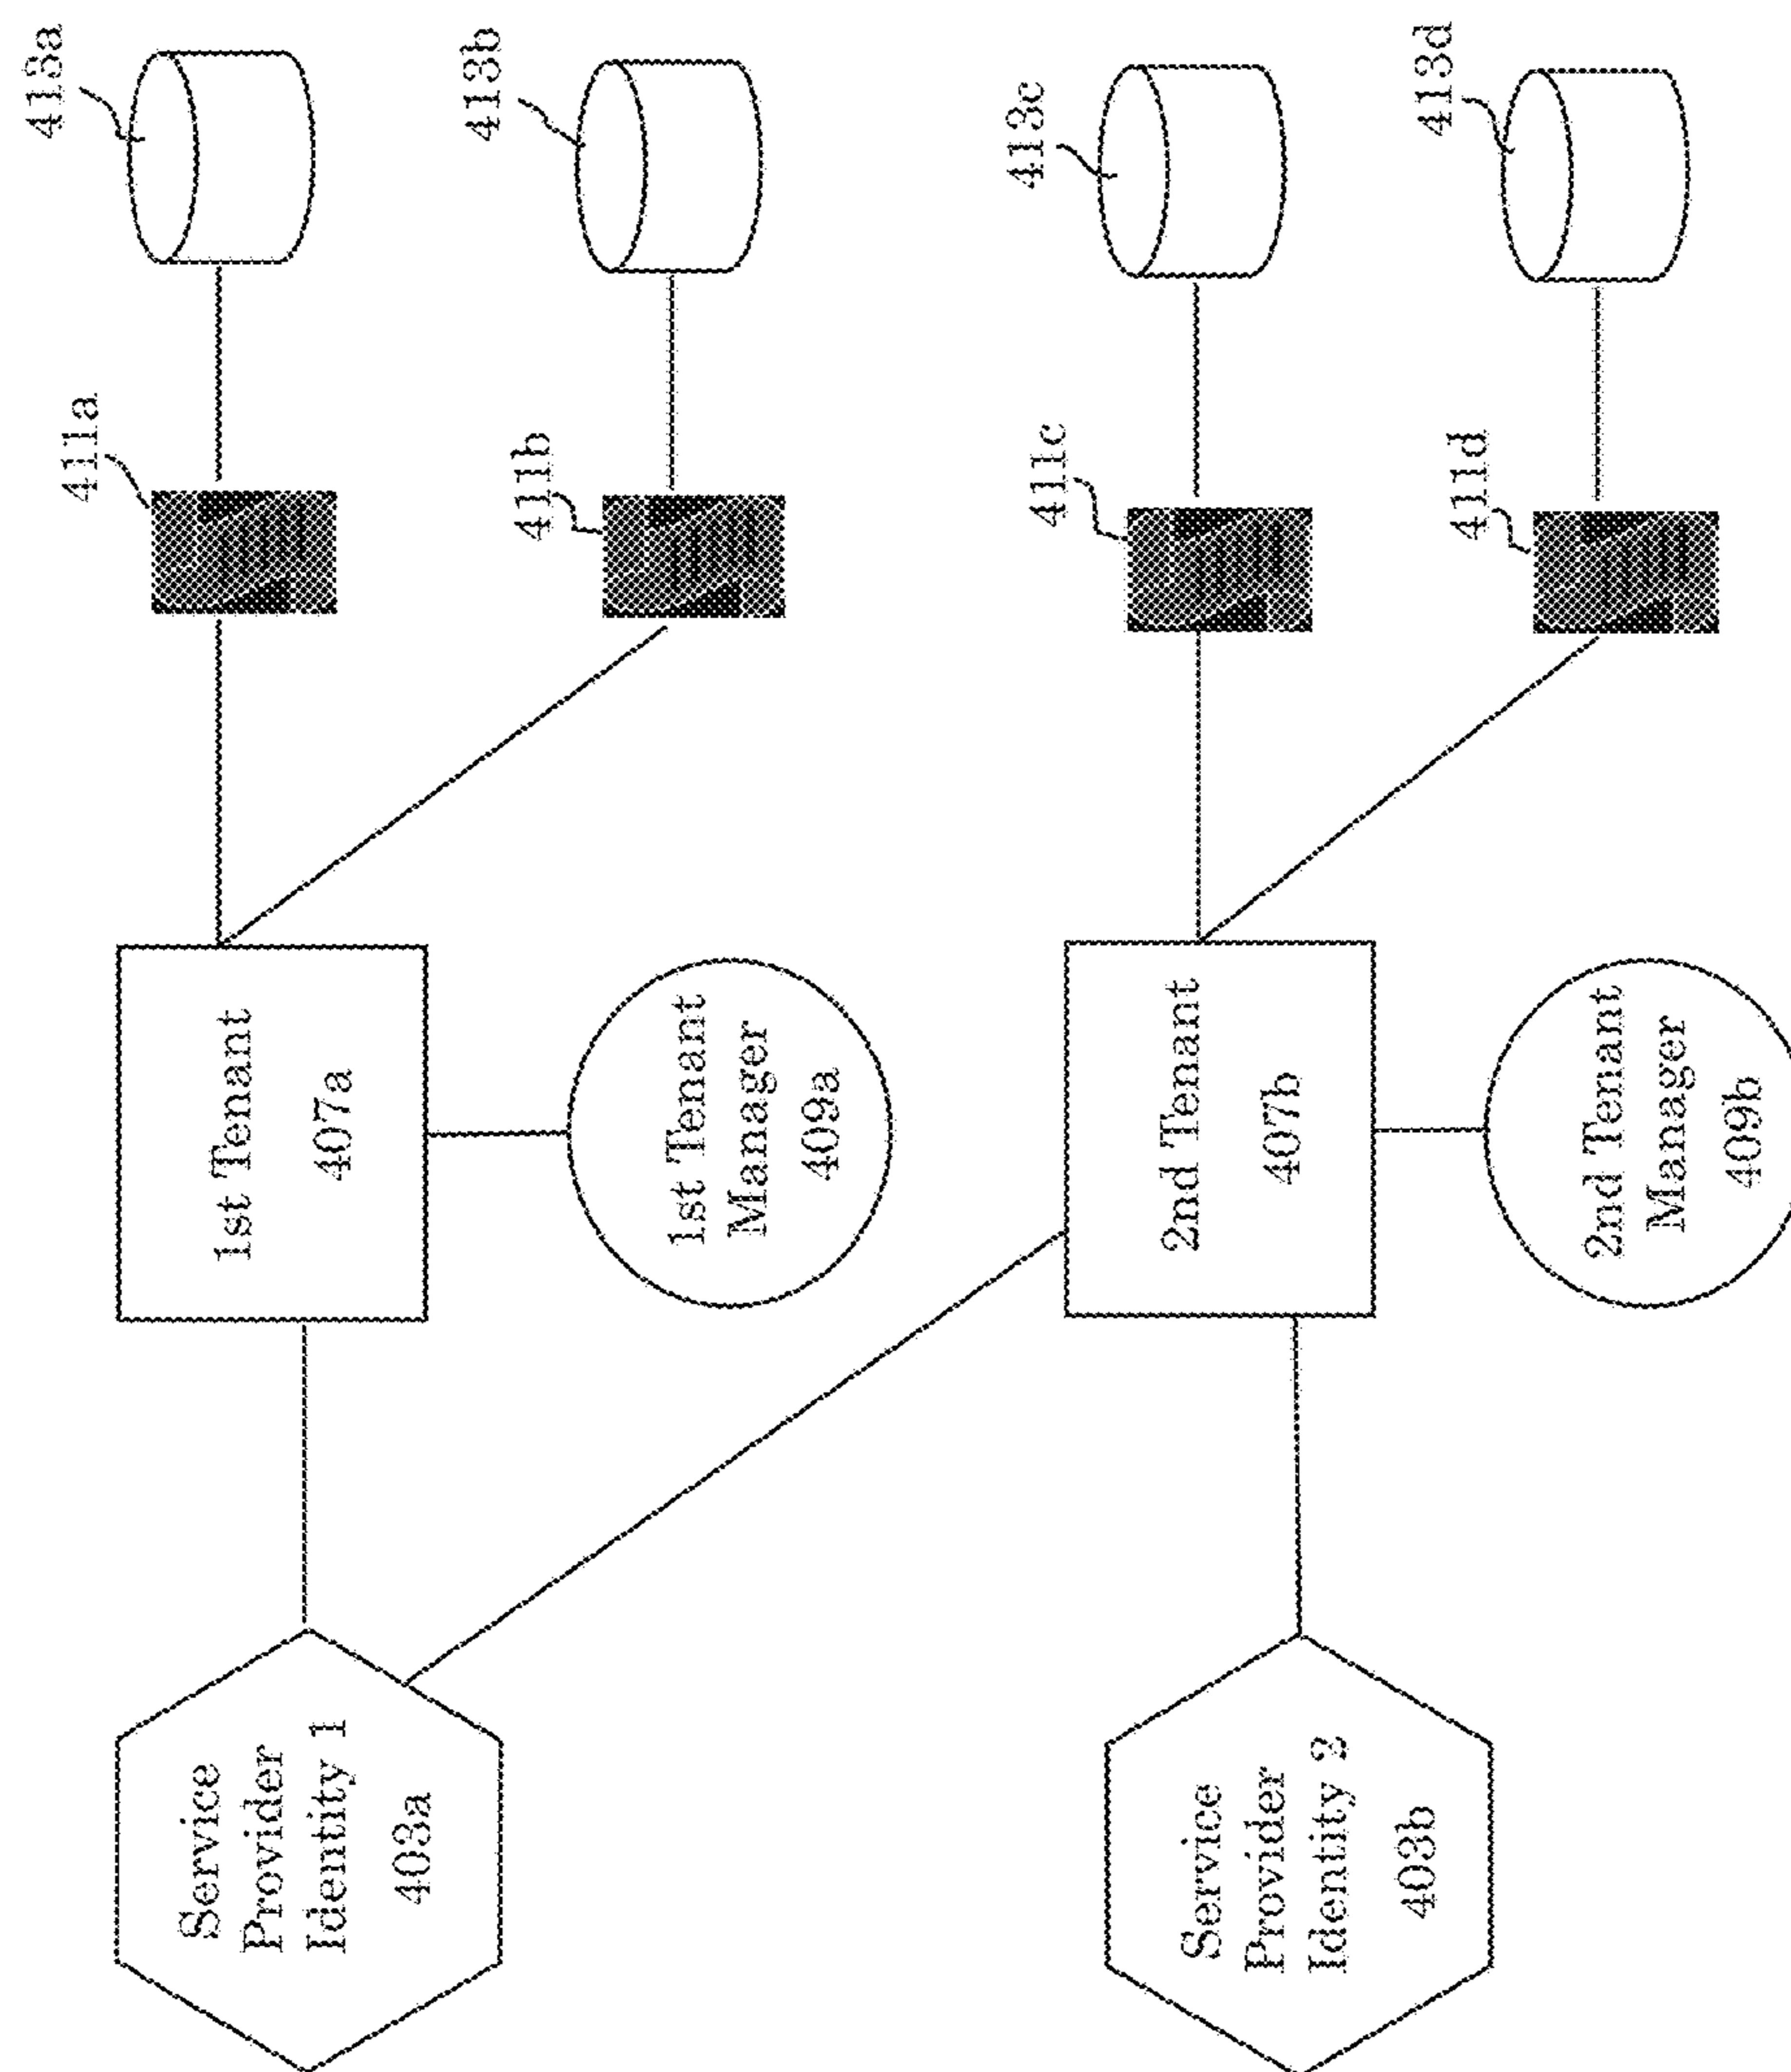 413a
413b
413c
413d
411a
411b
411c
411d
1st Tenant
407a
1st Tenant
Manager
409a
2nd Tenant
407b
2nd Tenant
Manager
409b
Service
Provider
Identity 1
403a
Service
Provider
Identity 2
403b